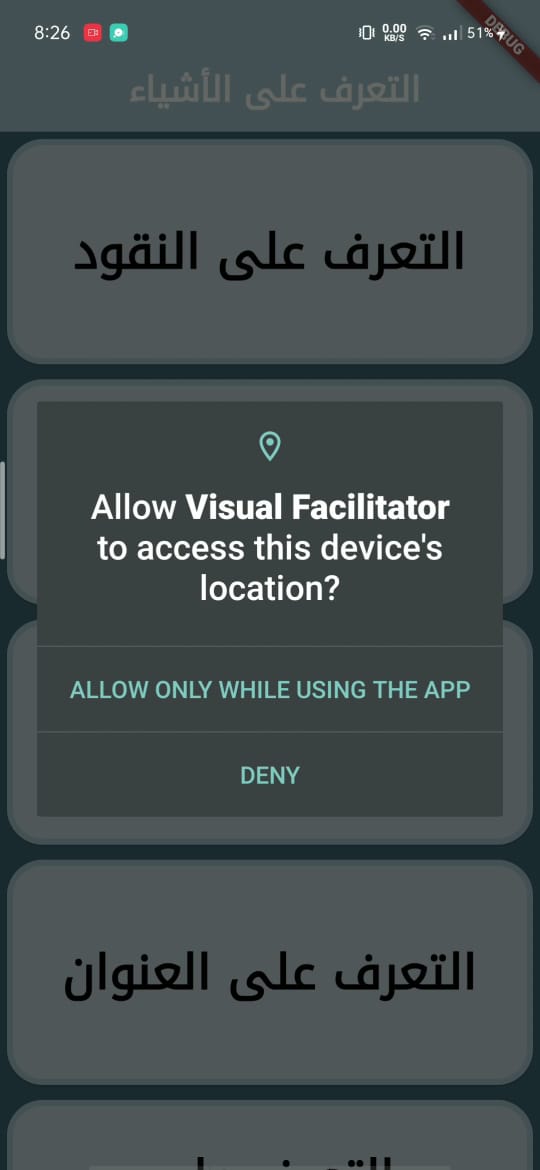 8:26
0.00
KB/S
51%
DEBUG
التعرف على الأشياء
التعرف على النقود
Allow Visual Facilitator
to access this device's
location?
ALLOW ONLY WHILE USING THE APP
DENY
التعرف على العنوان